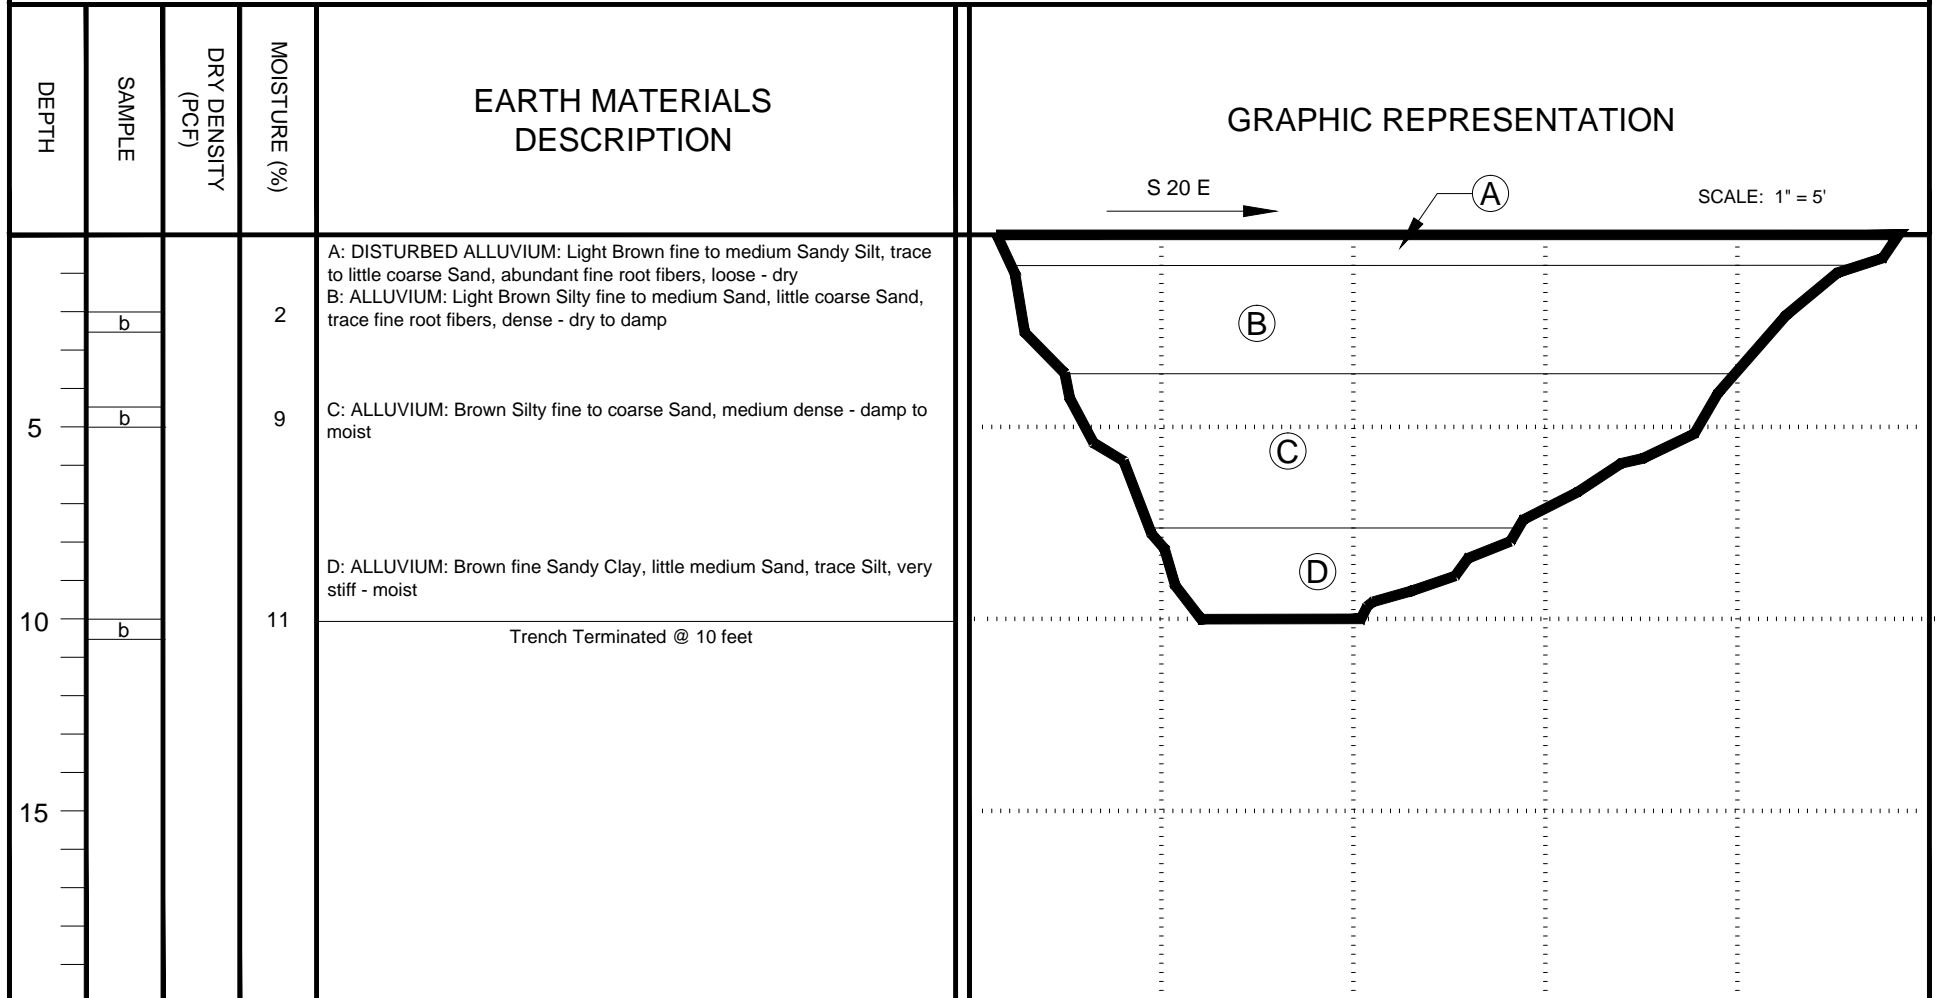 DEPTH
SAMPLE
DRY DENSITY
(PCF)
MOISTURE (%)
EARTH MATERIALS
DESCRIPTION
GRAPHIC REPRESENTATION
S 20 E
A
SCALE: 1" = 5'
A: DISTURBED ALLUVIUM: Light Brown fine to medium Sandy Silt, trace
to little coarse Sand, abundant fine root fibers, loose - dry
B: ALLUVIUM: Light Brown Silty fine to medium Sand, little coarse Sand,
trace fine root fibers, dense - dry to damp
b
2
B
5
b
9
C: ALLUVIUM: Brown Silty fine to coarse Sand, medium dense - damp to
moist
C
D: ALLUVIUM: Brown fine Sandy Clay, little medium Sand, trace Silt, very
stiff - moist
D
10
b
11
Trench Terminated @ 10 feet
15